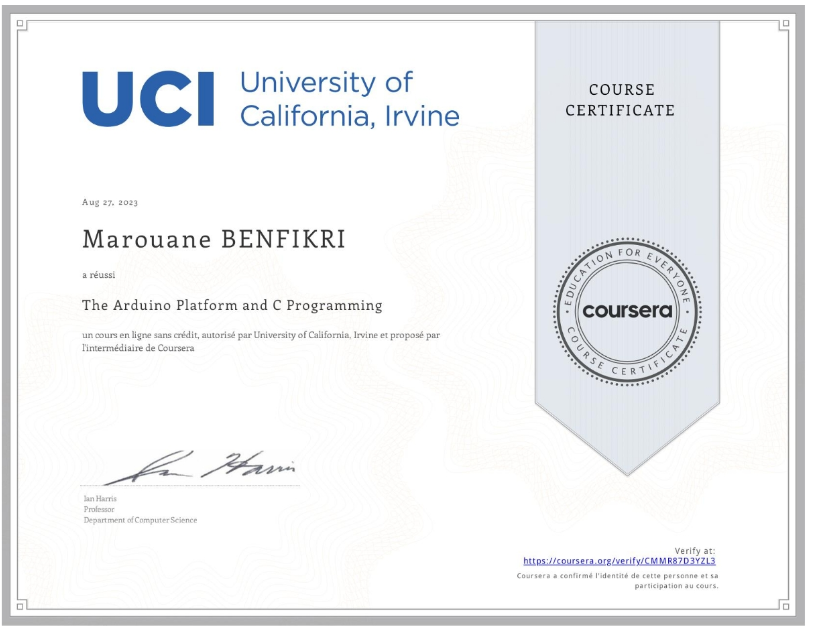 UCI University of
California, Irvine
COURSE
CERTIFICATE
Aug 27, 2023
Marouane BENFIKRI
a réussi
The Arduino Platform and C Programming
un cours en ligne sans crédit, autorisé par University of California, Irvine et proposé par
l'intermédiaire de Coursera
EDUCATION FOR EVERYONE
coursera
COURSE CERTIFICATE
Ian Harris
Ian Harris
Professor
Department of Computer Science
Verify at:
https://coursera.org/verify/CMMR87D3YZL3
Coursera a confirmé l'identité de cette personne et sa
participation au cours.